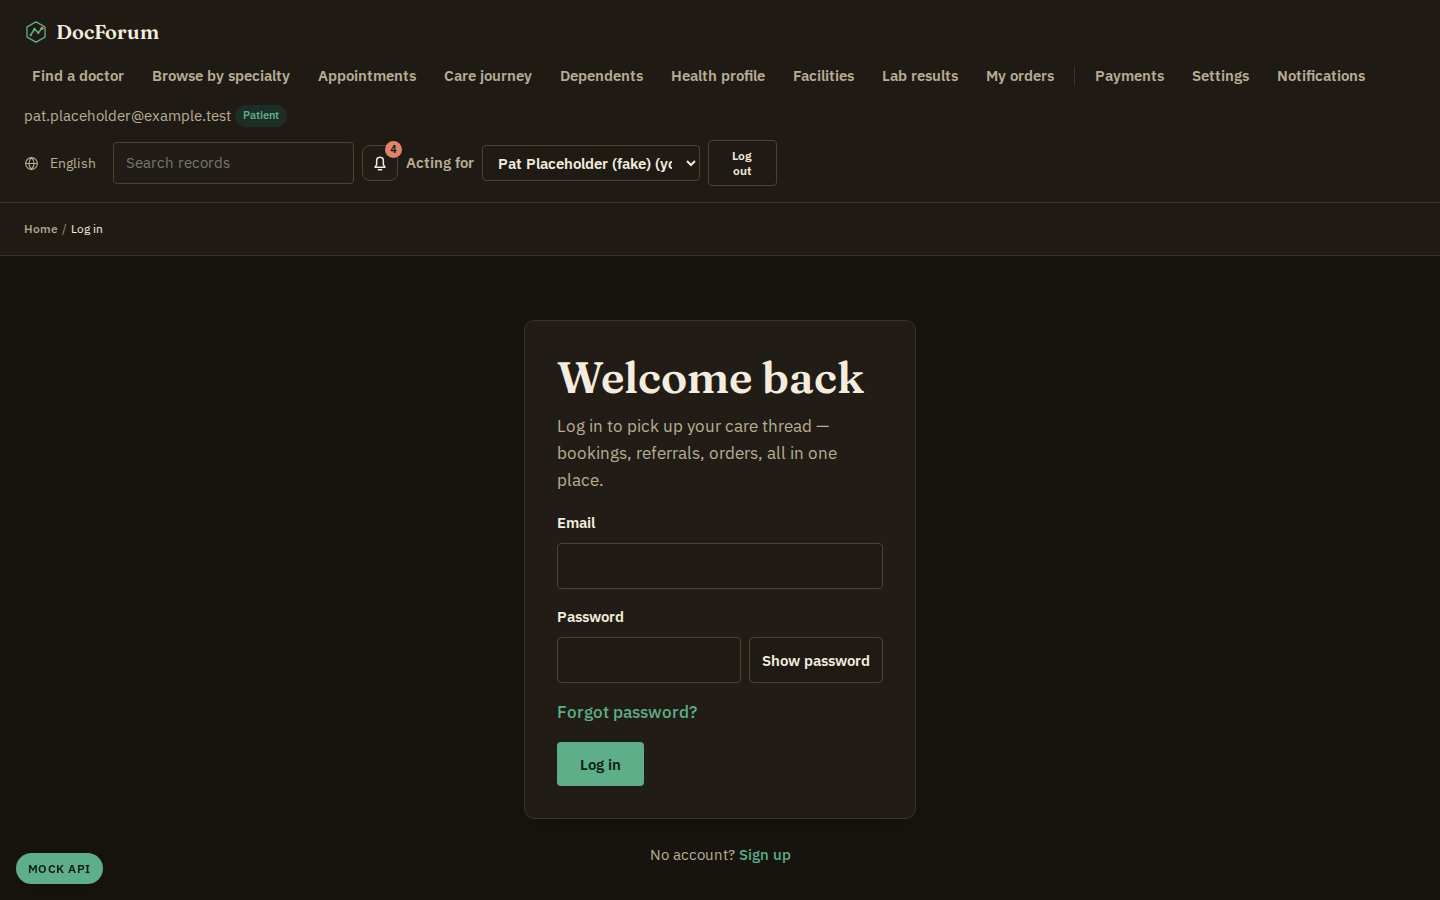 DocForum
Find a doctor Browse by specialty Appointments Care journey Dependents Health profile Facilities Lab results My orders Payments Settings Notifications
pat.placeholder@example.test Patient
English Search records 4 Acting for Pat Placeholder (fake) (yo Log out
Home / Log in
Welcome back
Log in to pick up your care thread —
bookings, referrals, orders, all in one
place.
Email
Password
Show password
Forgot password?
Log in
No account? Sign up
MOCK API